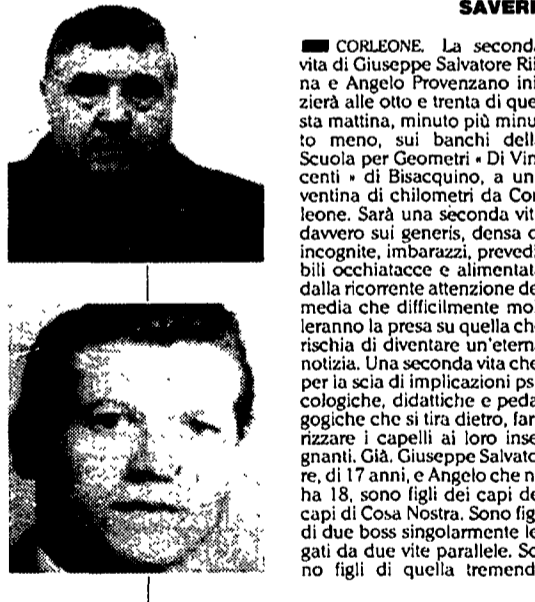 SAVERI
CORLEONE. La second
vita di Giuseppe Salvatore Rii
na e Angelo Provenzano ini
zierà alle otto e trenta di que
sta mattina, minuto più minu
to meno, sui banchi dell
Scuola per Geometri « Di Vin
centi » di Bisacquino, a un
ventina di chilometri da Cor
leone. Sarà una seconda vit
davvero sui generis, densa d
incognite, imbarazzi, prevedi
bili occhiatacce e alimentat
dalla ricorrente attenzione de
media che difficilmente mol
leranno la presa su quella ch
rischia di diventare un'etern
notizia. Una seconda vita che
per la scia di implicazioni ps
cologiche, didattiche e peda
gogiche che si tira dietro, far
rizzare i capelli ai loro inse
gnanti. Già. Giuseppe Salvato
re, di 17 anni, e Angelo che n
ha 18, sono figli dei capi de
capi di Cosa Nostra. Sono fig
di due boss singolarmente le
gati da due vite parallele. So
no figli di quella tremend